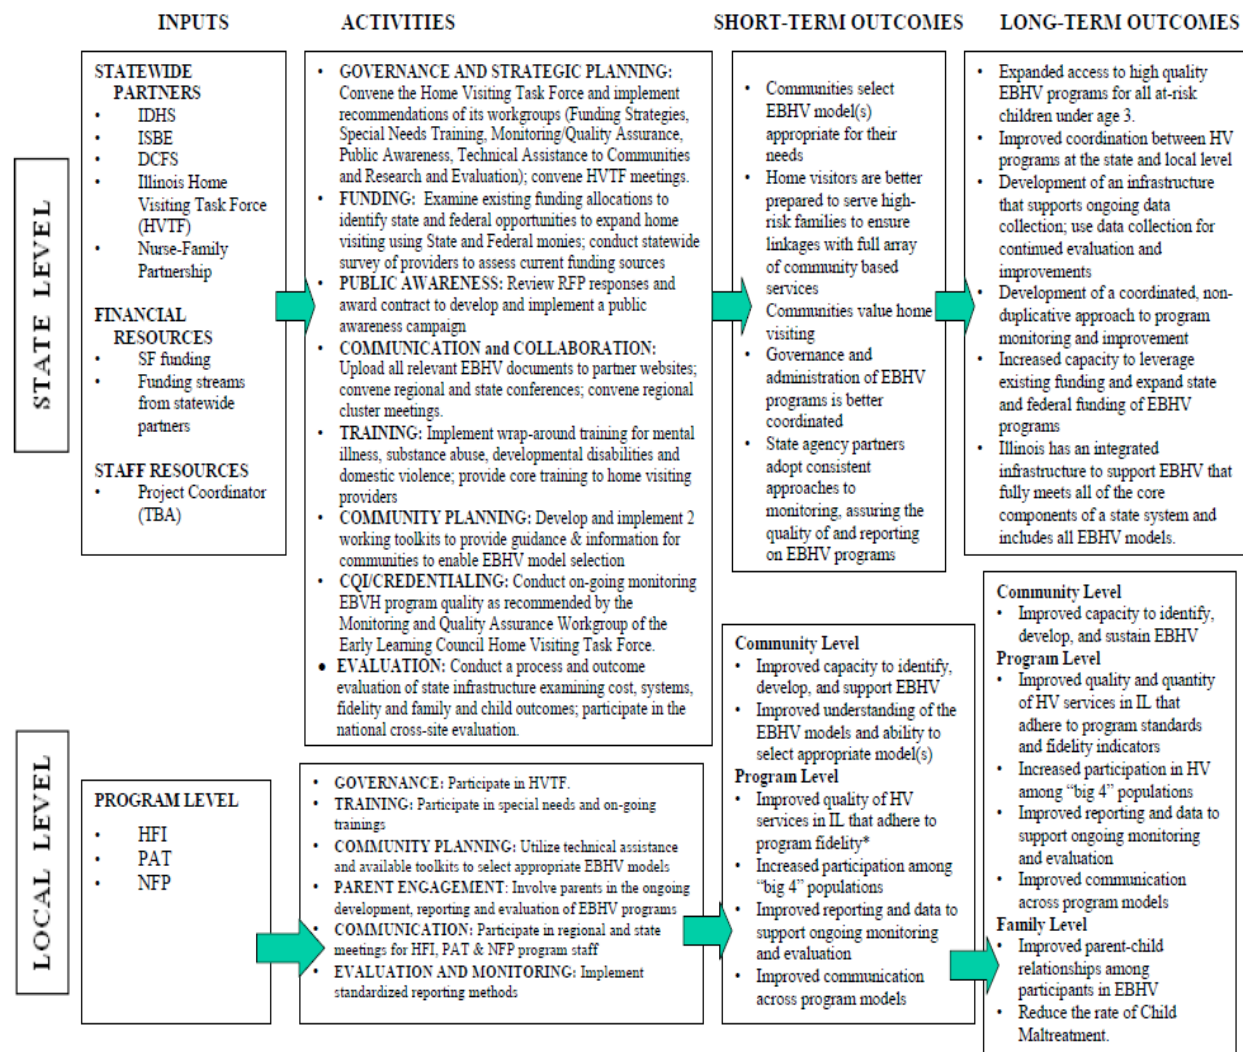 INPUTS
ACTIVITIES
SHORT-TERM OUTCOMES
LONG-TERM OUTCOMES
STATE LEVEL
STATEWIDE
PARTNERS
• IDHS
• ISBE
• DCFS
• Illinois Home
Visiting Task Force
(HVTF)
• Nurse-Family
Partnership
FINANCIAL
RESOURCES
• SF funding
• Funding streams
from statewide
partners
STAFF RESOURCES
• Project Coordinator
(TBA)
• GOVERNANCE AND STRATEGIC PLANNING:
Convene the Home Visiting Task Force and implement
recommendations of its workgroups (Funding Strategies,
Special Needs Training, Monitoring/Quality Assurance,
Public Awareness, Technical Assistance to Communities
and Research and Evaluation); convene HVTF meetings.
• FUNDING: Examine existing funding allocations to
identify state and federal opportunities to expand home
visiting using State and Federal monies; conduct statewide
survey of providers to assess current funding sources
• PUBLIC AWARENESS: Review RFP responses and
award contract to develop and implement a public
awareness campaign
• COMMUNICATION and COLLABORATION:
Upload all relevant EBHV documents to partner websites;
convene regional and state conferences; convene regional
cluster meetings.
• TRAINING: Implement wrap-around training for mental
illness, substance abuse, developmental disabilities and
domestic violence; provide core training to home visiting
providers
• COMMUNITY PLANNING: Develop and implement 2
working toolkits to provide guidance & information for
communities to enable EBHV model selection
• CQI/CREDENTIALING: Conduct on-going monitoring
EBVH program quality as recommended by the
Monitoring and Quality Assurance Workgroup of the
Early Learning Council Home Visiting Task Force.
● EVALUATION: Conduct a process and outcome
evaluation of state infrastructure examining cost, systems,
fidelity and family and child outcomes; participate in the
national cross-site evaluation.
• Communities select
EBHV model(s)
appropriate for their
needs
• Home visitors are better
prepared to serve high-
risk families to ensure
linkages with full array
of community based
services
• Communities value home
visiting
• Governance and
administration of EBHV
programs is better
coordinated
• State agency partners
adopt consistent
approaches to
monitoring, assuring the
quality of and reporting
on EBHV programs
• Expanded access to high quality
EBHV programs for all at-risk
children under age 3.
• Improved coordination between HV
programs at the state and local level
• Development of an infrastructure
that supports ongoing data
collection; use data collection for
continued evaluation and
improvements
• Development of a coordinated, non-
duplicative approach to program
monitoring and improvement
• Increased capacity to leverage
existing funding and expand state
and federal funding of EBHV
programs
• Illinois has an integrated
infrastructure to support EBHV that
fully meets all of the core
components of a state system and
includes all EBHV models.
LOCAL LEVEL
PROGRAM LEVEL
• HFI
• PAT
• NFP
• GOVERNANCE: Participate in HVTF.
• TRAINING: Participate in special needs and on-going
trainings
• COMMUNITY PLANNING: Utilize technical assistance
and available toolkits to select appropriate EBHV models
• PARENT ENGAGEMENT: Involve parents in the ongoing
development, reporting and evaluation of EBHV programs
• COMMUNICATION: Participate in regional and state
meetings for HFI, PAT & NFP program staff
• EVALUATION AND MONITORING: Implement
standardized reporting methods
Community Level
• Improved capacity to identify,
develop, and support EBHV
• Improved understanding of the
EBHV models and ability to
select appropriate model(s)
Program Level
• Improved quality of HV
services in IL that adhere to
program fidelity*
• Increased participation among
“big 4” populations
• Improved reporting and data to
support ongoing monitoring
and evaluation
• Improved communication
across program models
Community Level
• Improved capacity to identify,
develop, and sustain EBHV
Program Level
• Improved quality and quantity
of HV services in IL that
adhere to program standards
and fidelity indicators
• Increased participation in HV
among “big 4” populations
• Improved reporting and data to
support ongoing monitoring
and evaluation
• Improved communication
across program models
Family Level
• Improved parent-child
relationships among
participants in EBHV
• Reduce the rate of Child
Maltreatment.